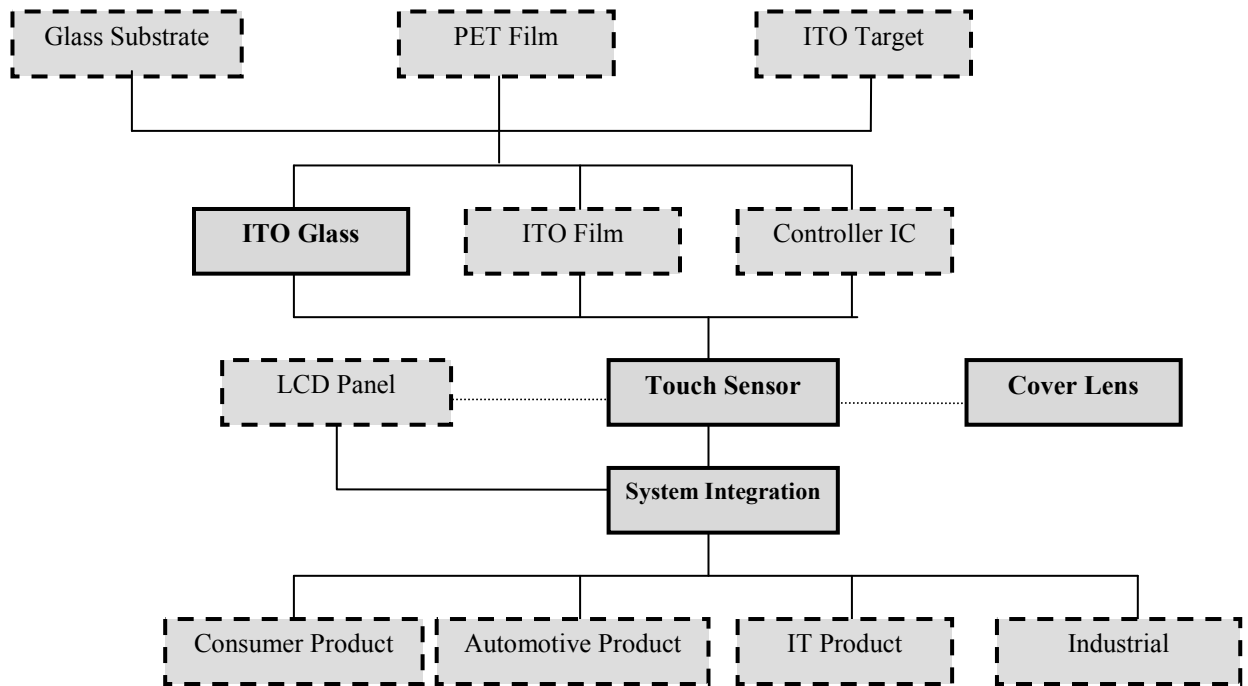 Glass Substrate
PET Film
ITO Target
ITO Glass
ITO Film
Controller IC
LCD Panel
Touch Sensor
Cover Lens
System Integration
Consumer Product
Automotive Product
IT Product
Industrial